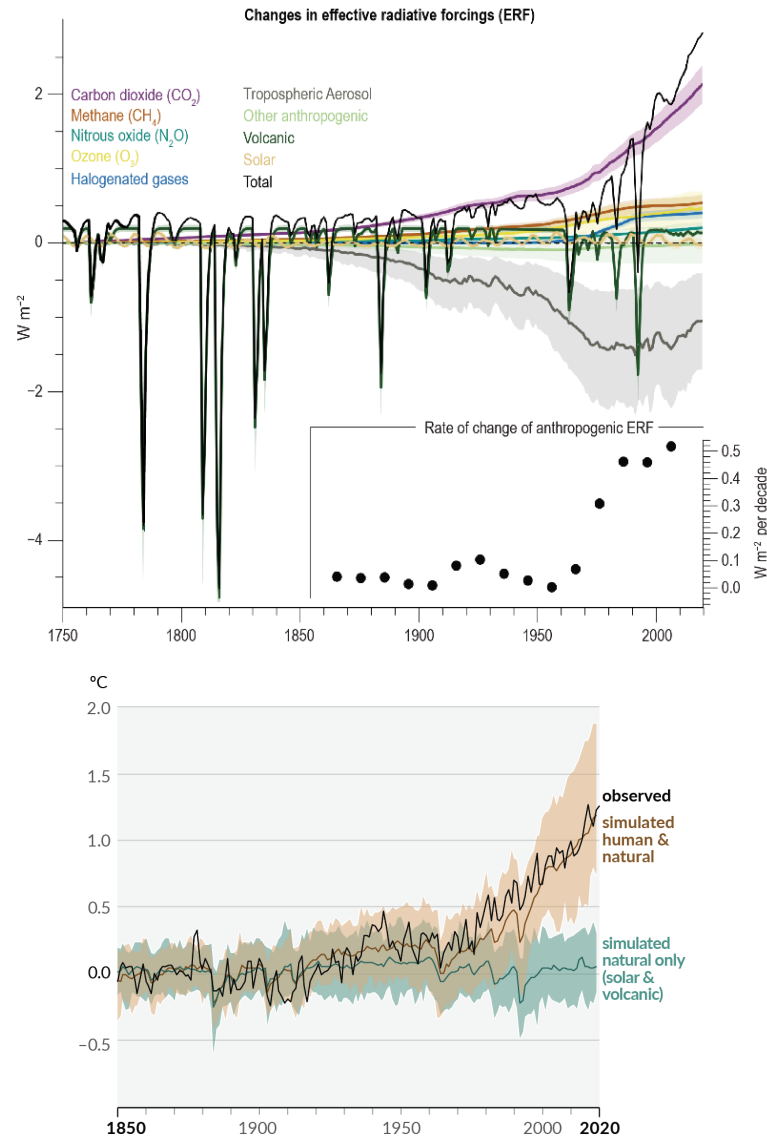 Changes in effective radiative forcings (ERF)
Carbon dioxide (CO2)
Methane (CH4)
Nitrous oxide (N2O)
Ozone (O3)
Halogenated gases
Tropospheric Aerosol
Other anthropogenic
Volcanic
Solar
Total
2
0
−2
−4
W m−2
Rate of change of anthropogenic ERF
0.5
0.4
0.3
0.2
0.1
0.0
W m−2 per decade
1750
1800
1850
1900
1950
2000
ºC
2.0
1.5
1.0
0.5
0.0
−0.5
observed
simulated
human &
natural
simulated
natural only
(solar &
volcanic)
1850
1900
1950
2000
2020